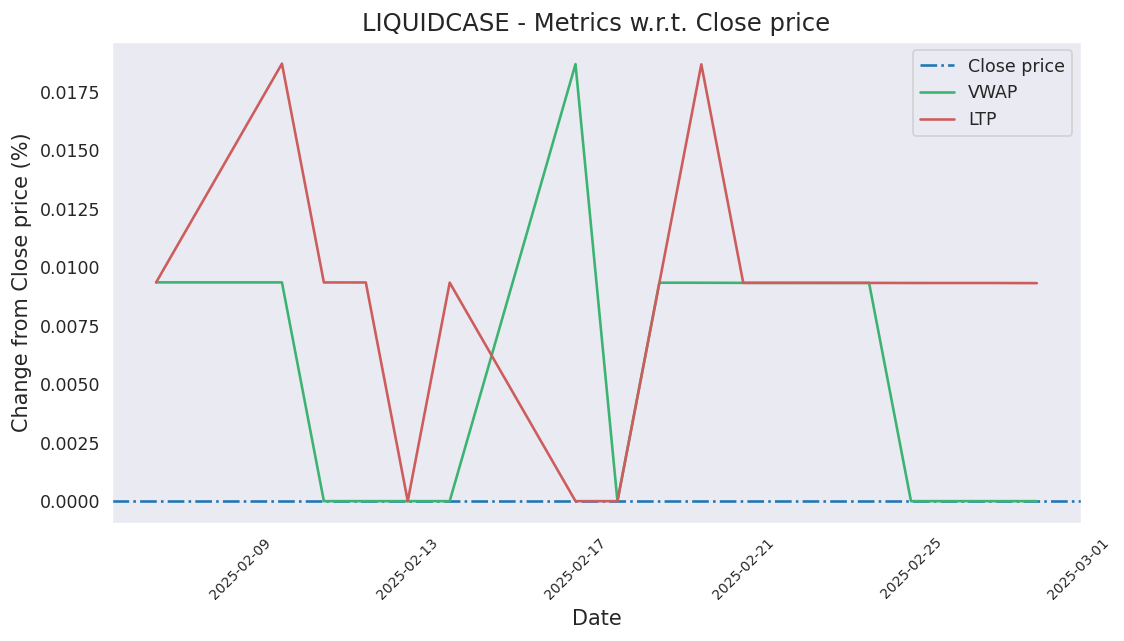 LIQUIDCASE - Metrics w.r.t. Close price
Close price
VWAP
LTP
Change from Close price (%)
0.0175
0.0150
0.0125
0.0100
0.0075
0.0050
0.0025
0.0000
2025-02-09
2025-02-13
2025-02-17
2025-02-21
2025-02-25
2025-03-01
Date